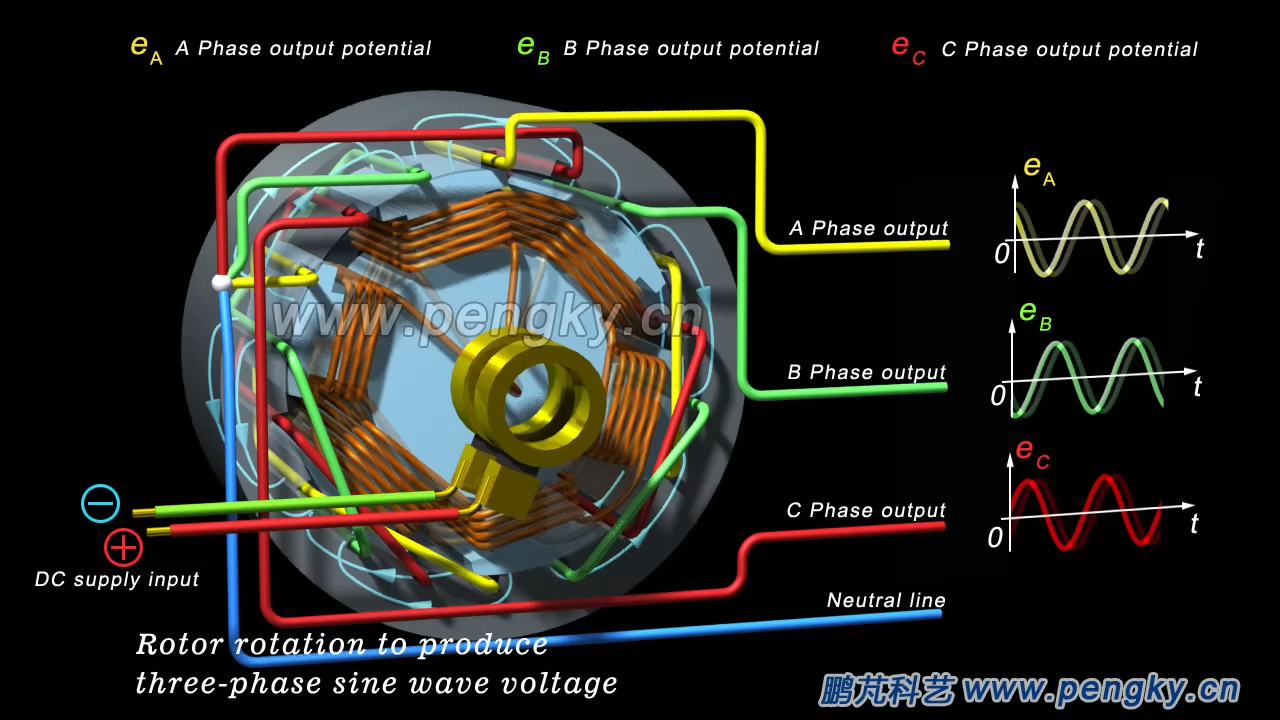 eA A Phase output potential eB B Phase output potential eC C Phase output potential
eA
A Phase output
0 t
www.pengky.cn
eB
B Phase output
0 t
eC
C Phase output
0 t
DC supply input
Neutral line
Rotor rotation to produce
three-phase sine wave voltage
鹏芃科艺 www.pengky.cn